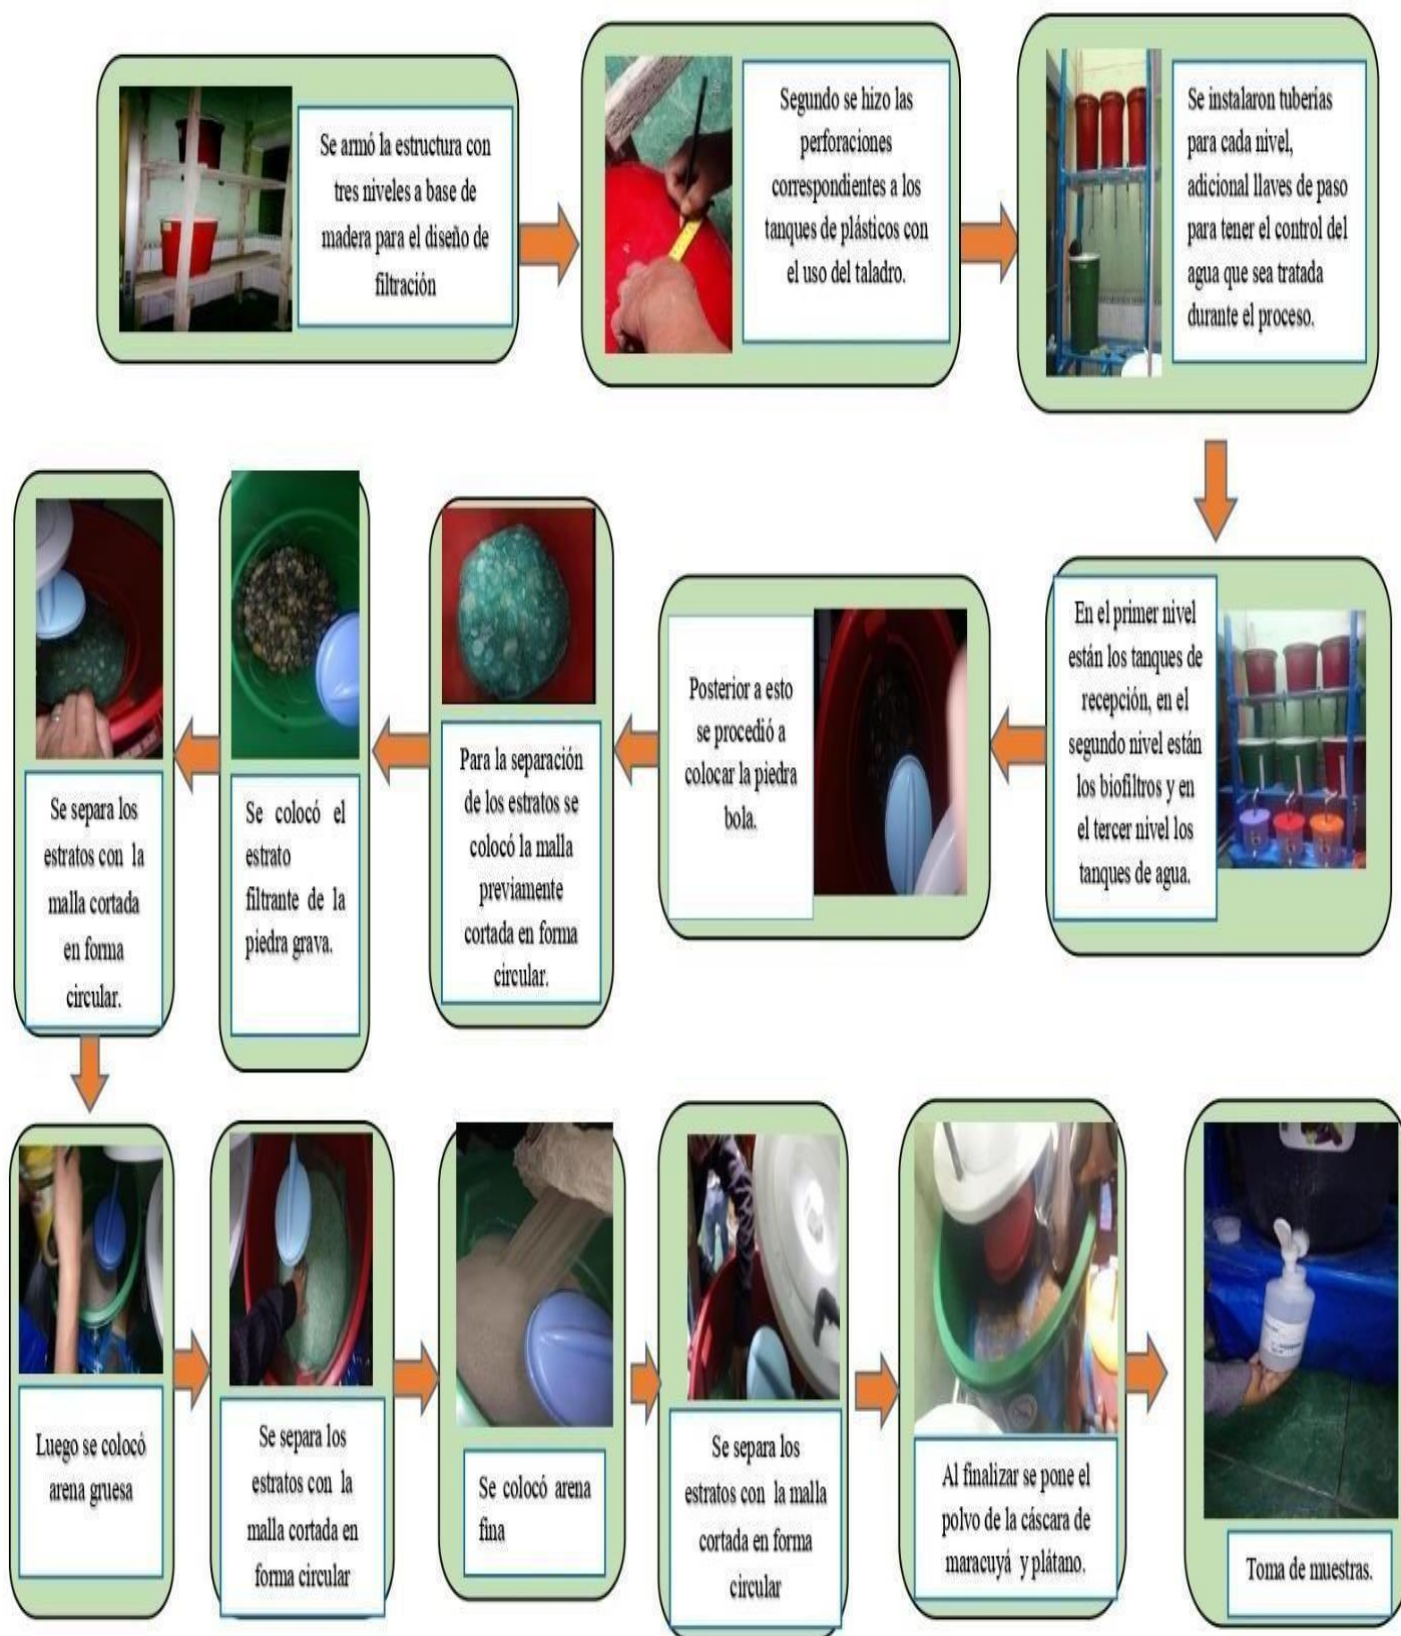 Se armó la estructura con
tres niveles a base de
madera para el diseño de
filtración
Segundo se hizo las
perforaciones
correspondientes a los
tanques de plásticos con
el uso del taladro.
Se instalaron tuberías
para cada nivel,
adicional llaves de paso
para tener el control del
agua que sea tratada
durante el proceso.
En el primer nivel
están los tanques de
recepción, en el
segundo nivel están
los biofiltros y en
el tercer nivel los
tanques de agua.
Posterior a esto
se procedió a
colocar la piedra
bola.
Para la separación
de los estratos se
colocó la malla
previamente
cortada en forma
circular.
Se colocó el
estrato
filtrante de la
piedra grava.
Se separa los
estratos con la
malla cortada
en forma
circular.
Luego se colocó
arena gruesa
Se separa los
estratos con la
malla cortada en
forma circular
Se colocó arena
fina
Se separa los
estratos con la malla
cortada en forma
circular
Al finalizar se pone el
polvo de la cáscara de
maracuyá y plátano.
Toma de muestras.